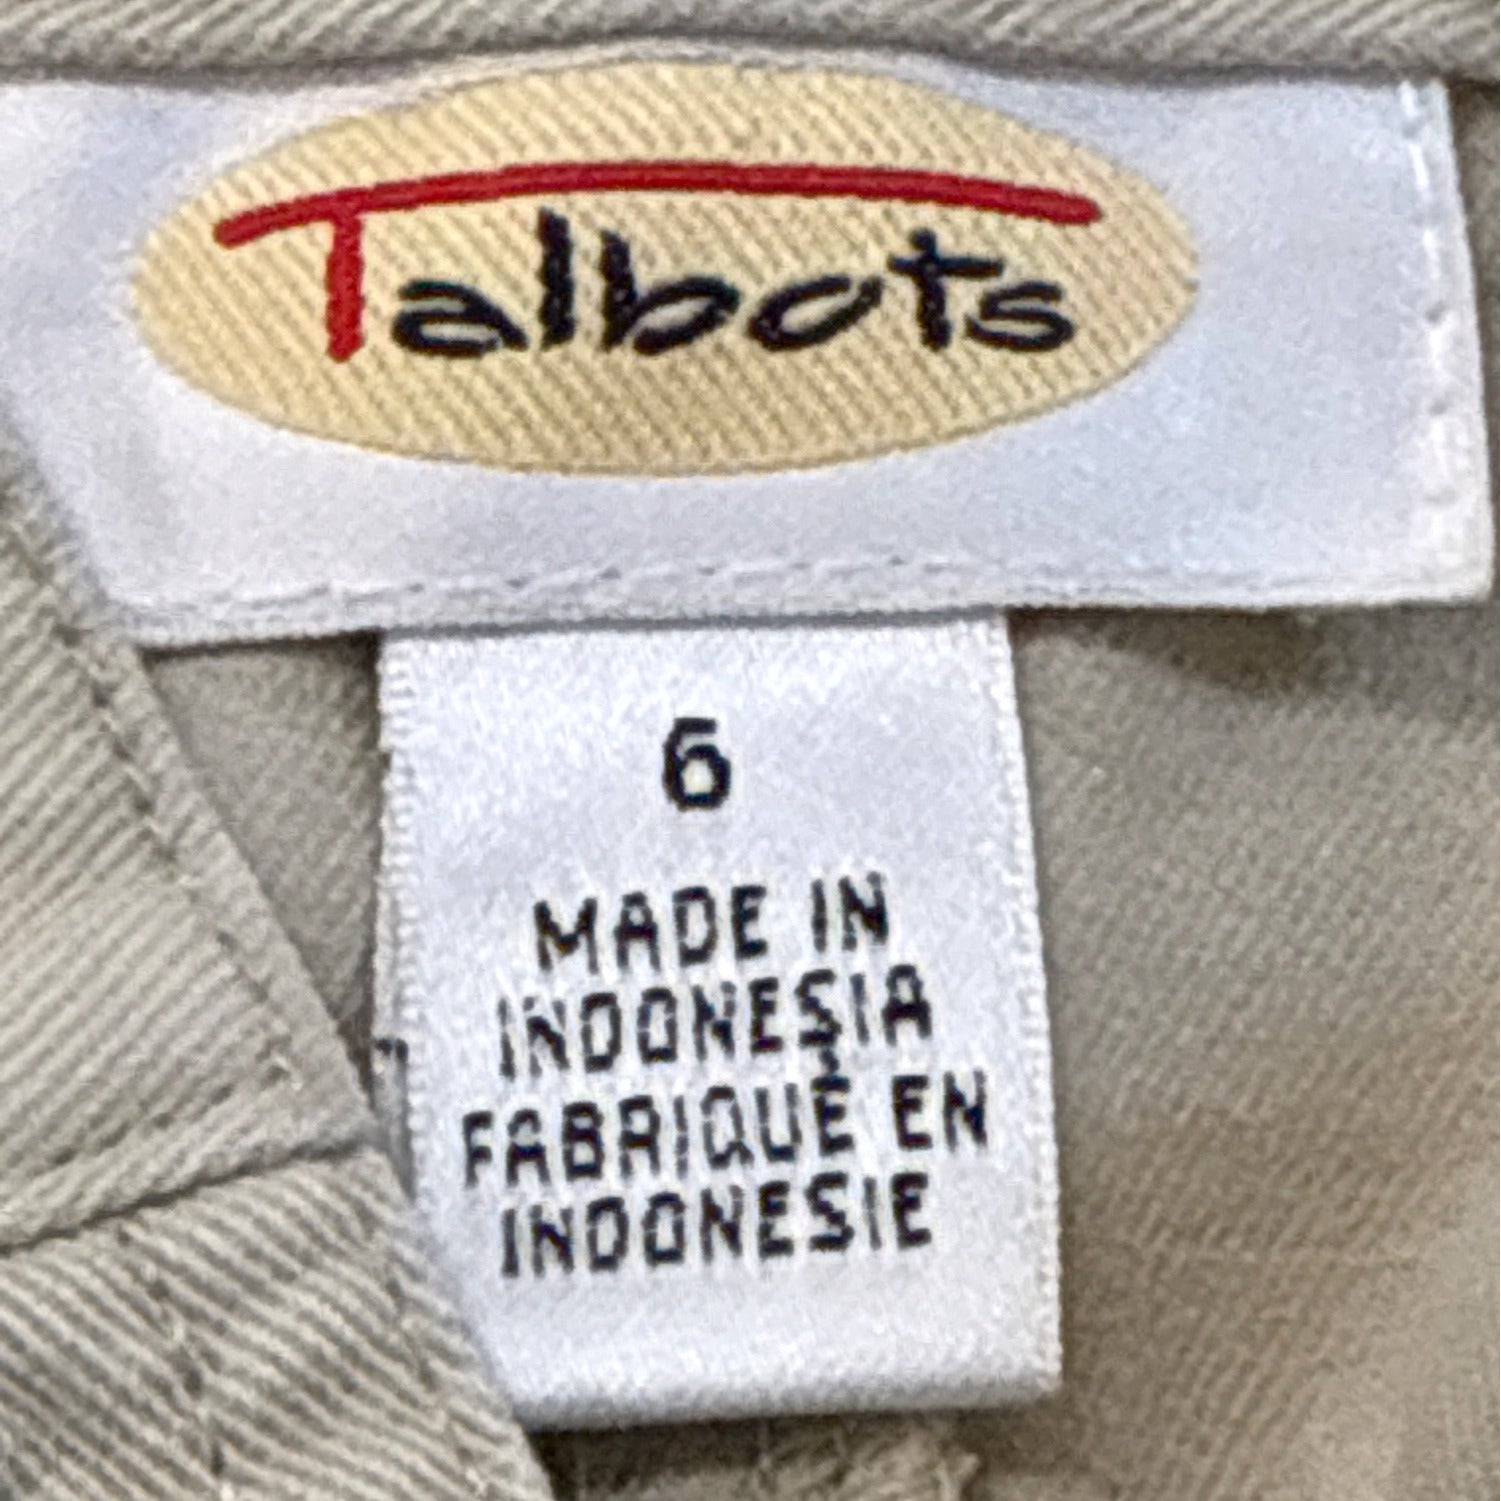 Talbots
6
MADE IN
INDONESIA
FABRIQUÉ EN
INDONESIE